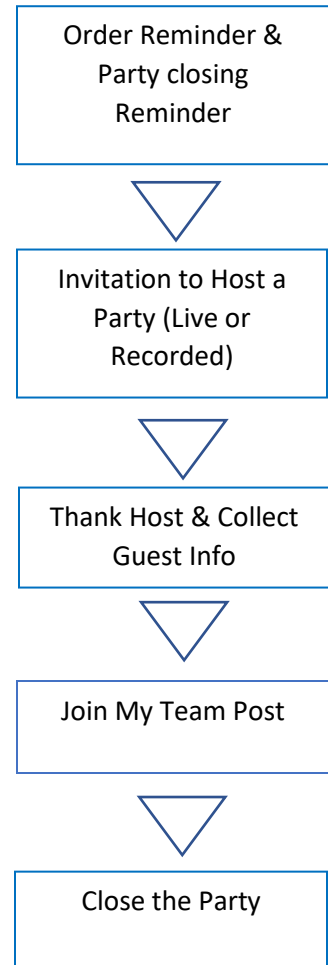 Order Reminder &
Party closing
Reminder
Invitation to Host a
Party (Live or
Recorded)
Thank Host & Collect
Guest Info
Join My Team Post
Close the Party